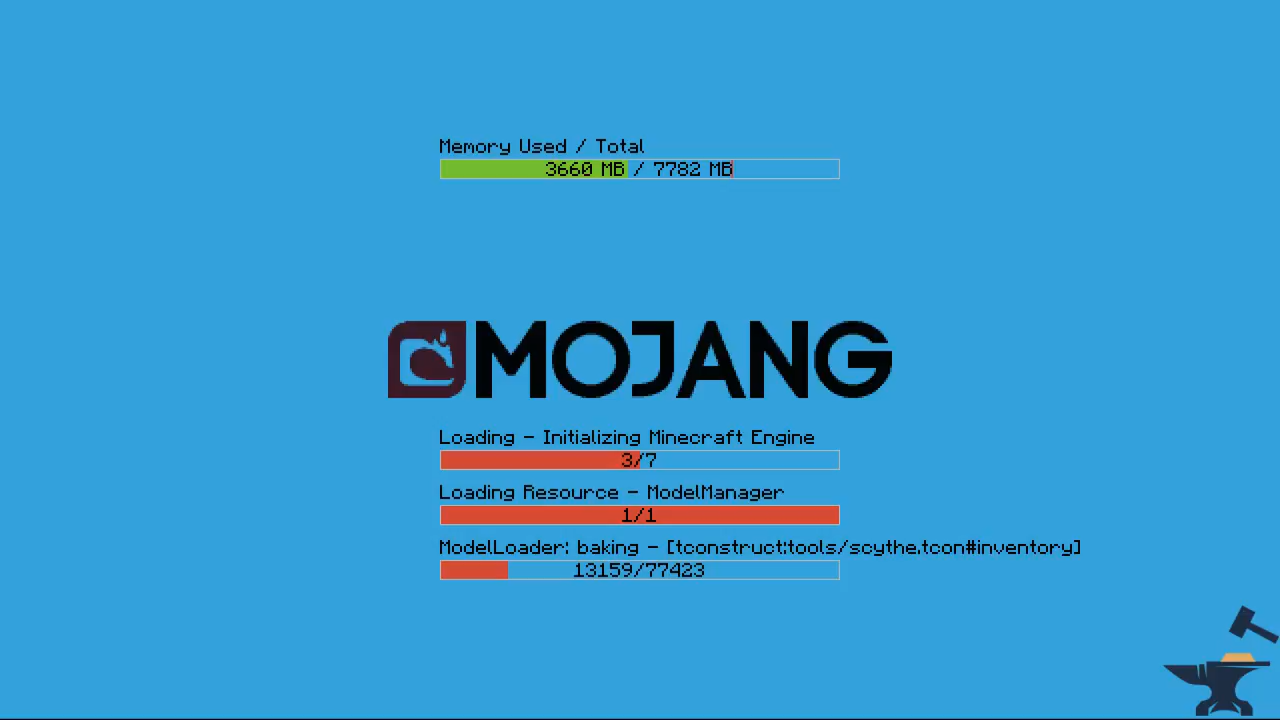 Memory Used / Total
3660 MB / 7782 MB
MOJANG
Loading - Initializing Minecraft Engine
3/7
Loading Resource - ModelManager
1/1
ModelLoader: baking - [tconstruct:tools/scythe.tcon#inventory]
13159/77423